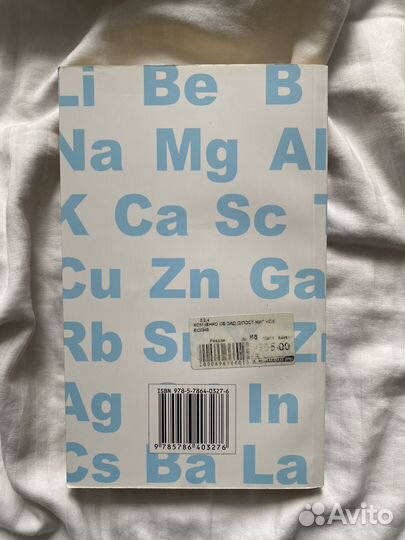 Li Be B
Na Mg Al
K Ca Sc
Cu Zn Ga
Rb
Ag In
Cs Ba La
ISBN 978-5-7864-0327-6
9 785786 403276
Avito